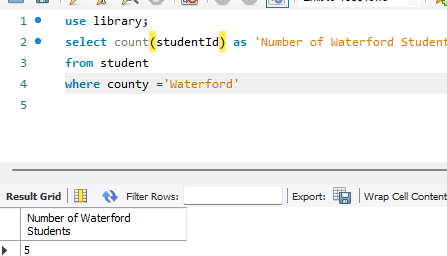 1 use library;
2 select count(studentId) as 'Number of Waterford Student
3 from student
4 where county ='Waterford'
5
Result Grid Filter Rows: Export: Wrap Cell Content
Number of Waterford
Students
5